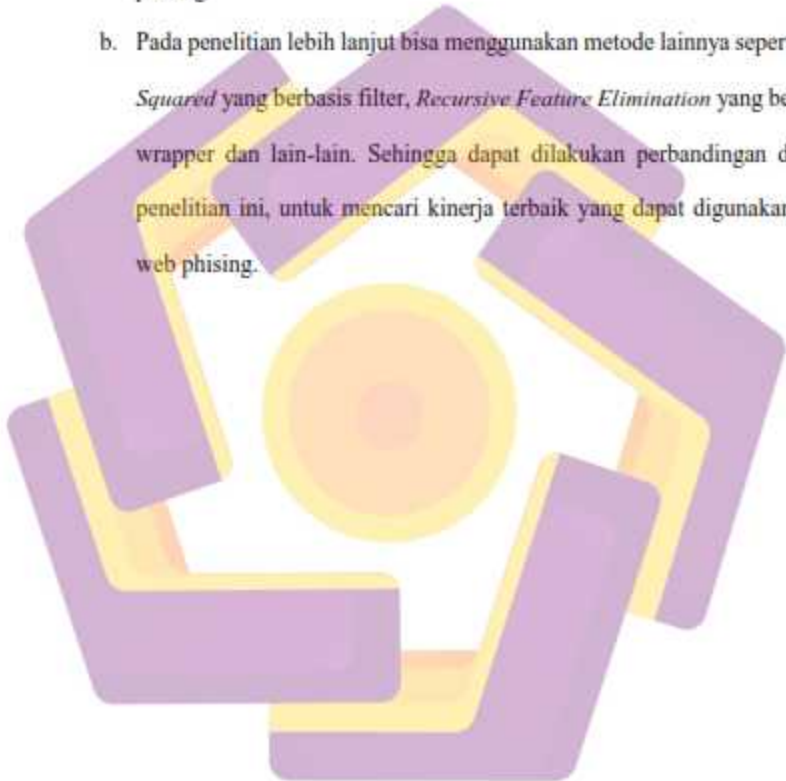 b. Pada penelitian lebih lanjut bisa menggunakan metode lainnya seper
Squared yang berbasis filter, Recursive Feature Elimination yang be
wrapper dan lain-lain. Sehingga dapat dilakukan perbandingan d
penelitian ini, untuk mencari kinerja terbaik yang dapat digunakan
web phising.